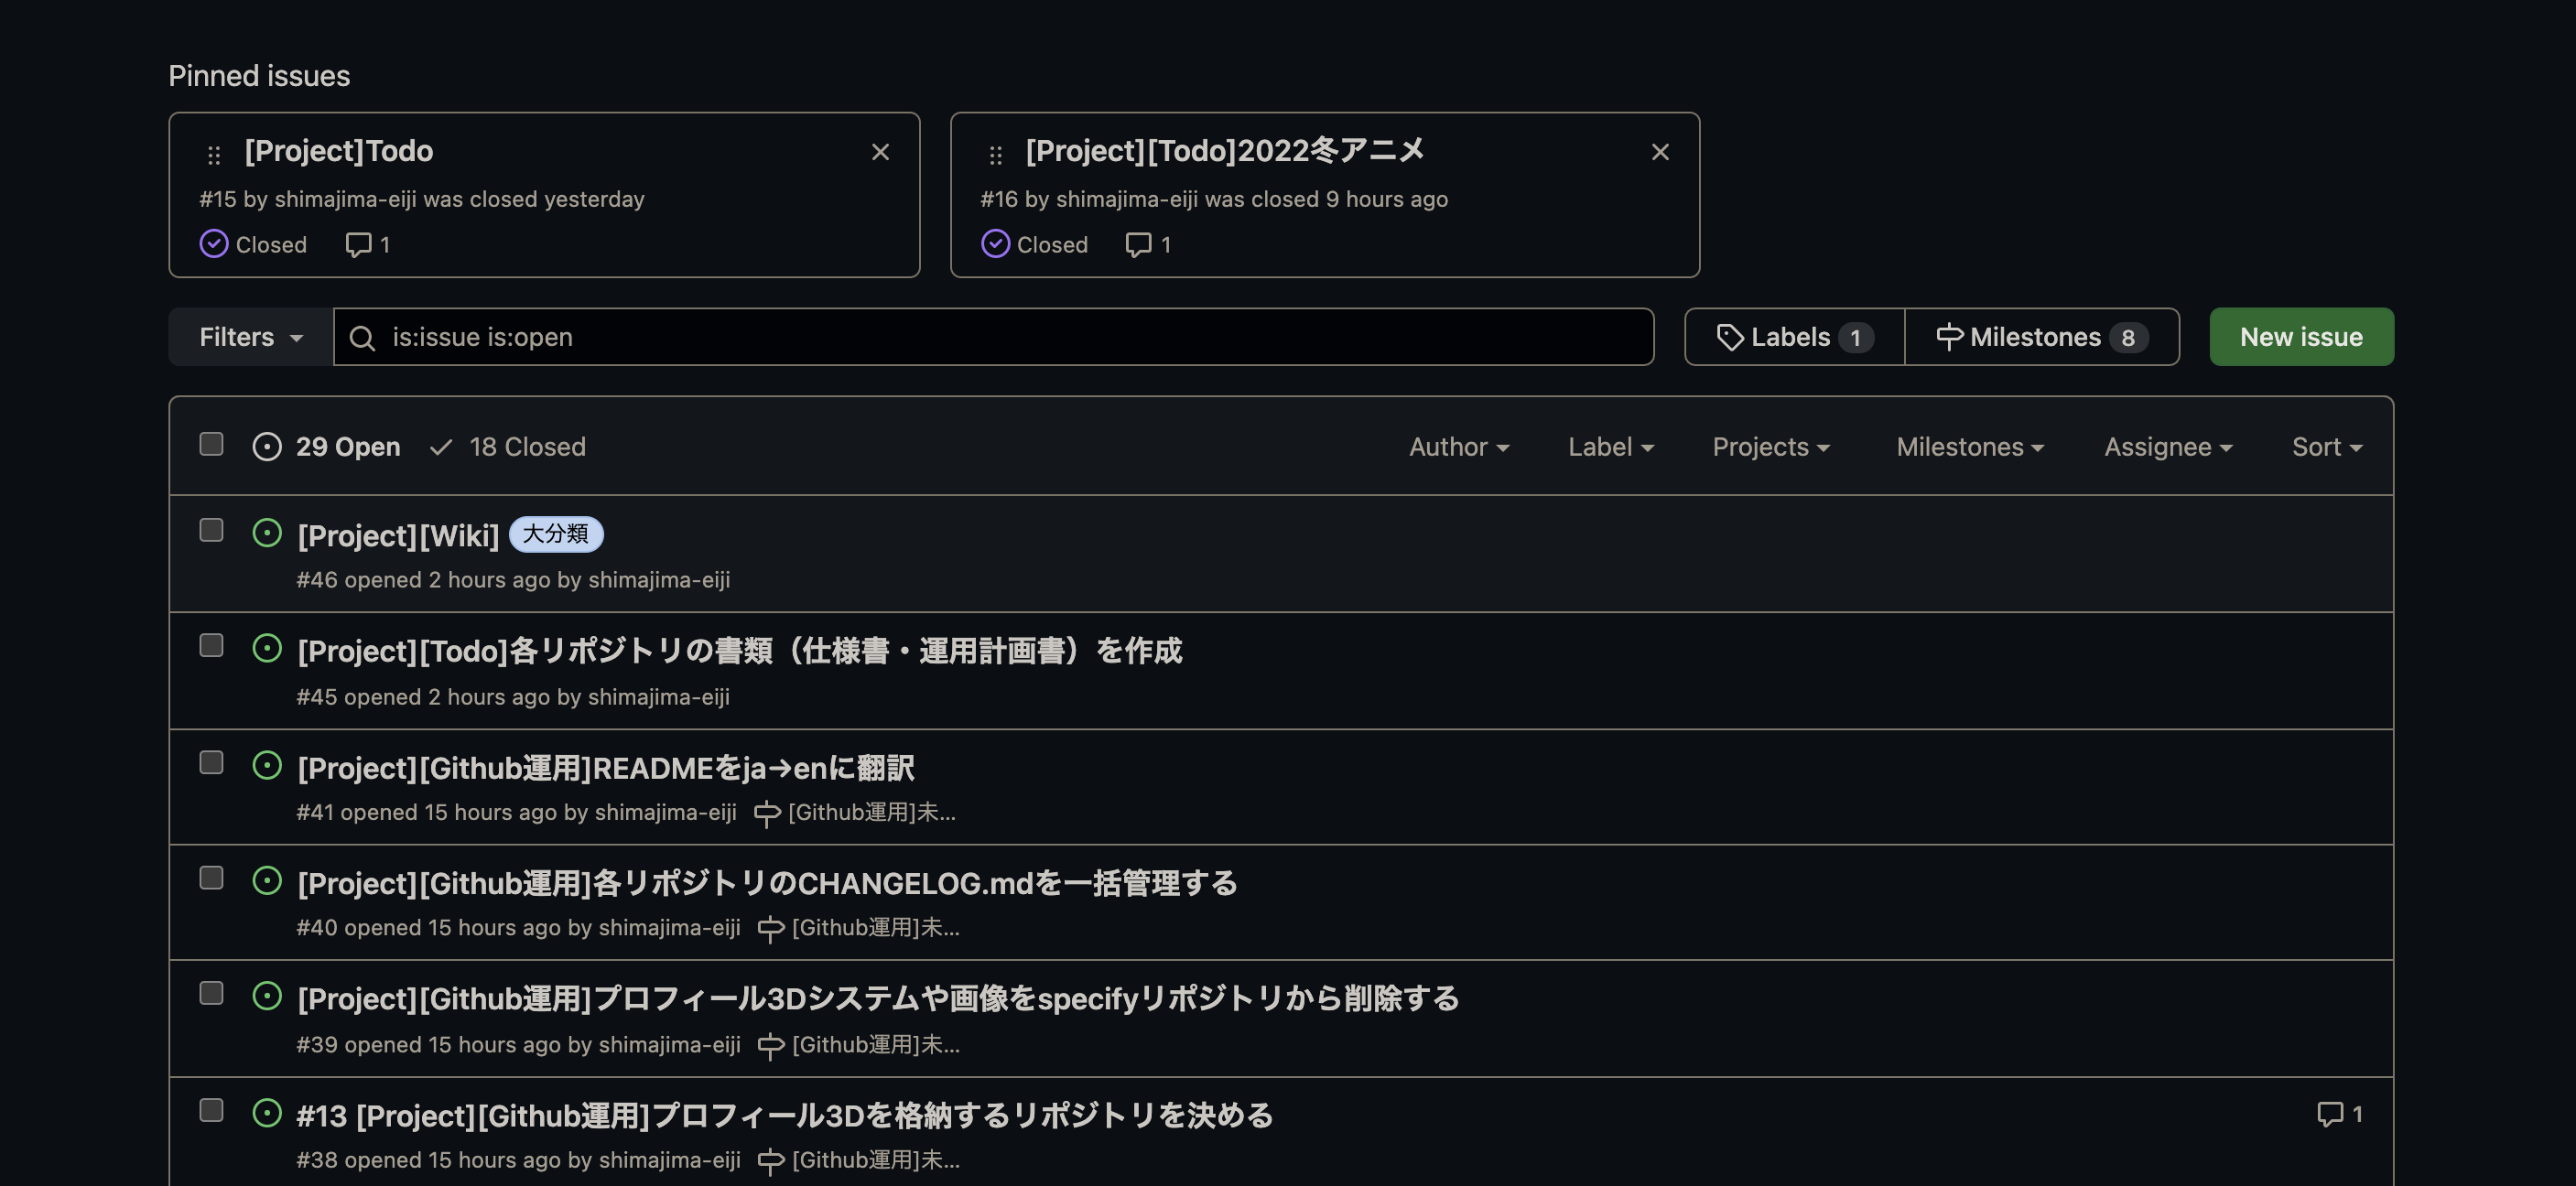 Pinned issues
[Project]Todo
#15 by shimajima-eiji was closed yesterday
Closed 1
[Project][Todo]2022冬アニメ
#16 by shimajima-eiji was closed 9 hours ago
Closed 1
Filters is:issue is:open Labels 1 Milestones 8 New issue
29 Open 18 Closed Author Label Projects Milestones Assignee Sort
[Project][Wiki] 大分類
#46 opened 2 hours ago by shimajima-eiji
[Project][Todo]各リポジトリの書類（仕様書・運用計画書）を作成
#45 opened 2 hours ago by shimajima-eiji
[Project][Github運用]READMEをja→enに翻訳
#41 opened 15 hours ago by shimajima-eiji [Github運用]未...
[Project][Github運用]各リポジトリのCHANGELOG.mdを一括管理する
#40 opened 15 hours ago by shimajima-eiji [Github運用]未...
[Project][Github運用]プロフィール3Dシステムや画像をspecifyリポジトリから削除する
#39 opened 15 hours ago by shimajima-eiji [Github運用]未...
#13 [Project][Github運用]プロフィール3Dを格納するリポジトリを決める 1
#38 opened 15 hours ago by shimajima-eiji [Github運用]未...